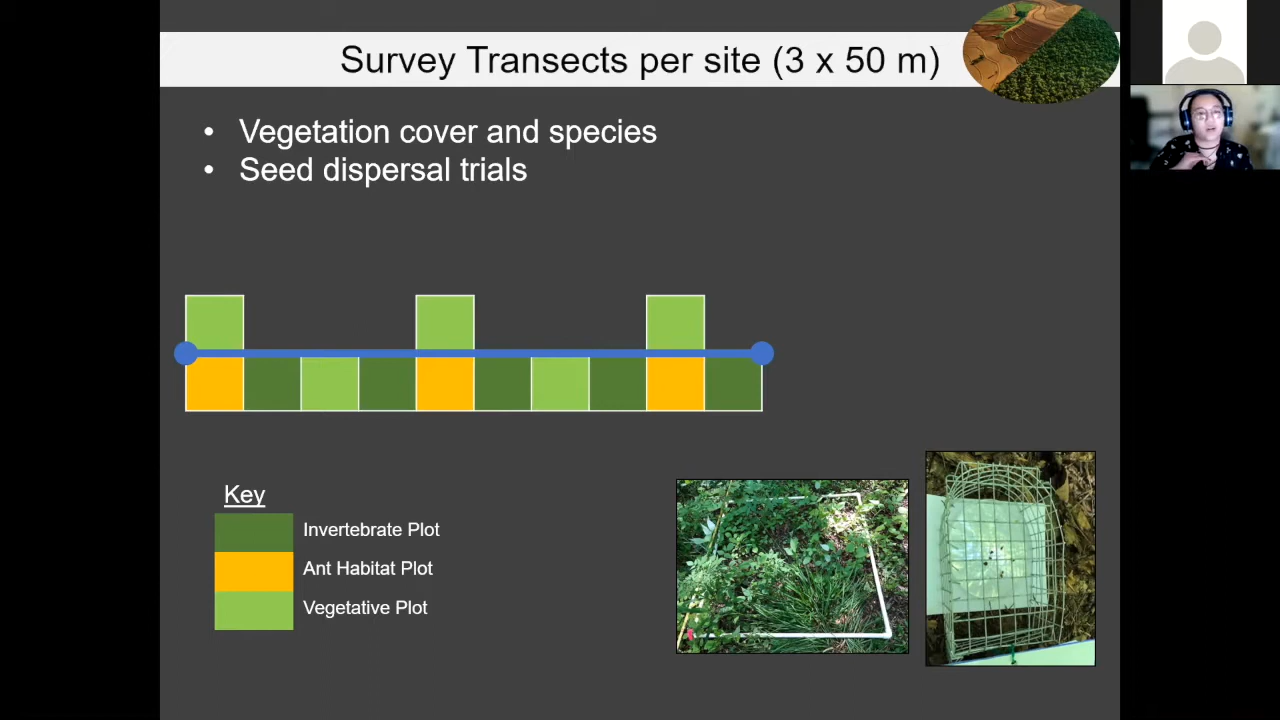 Survey Transects per site (3 x 50 m)
• Vegetation cover and species
• Seed dispersal trials
Key
Invertebrate Plot
Ant Habitat Plot
Vegetative Plot